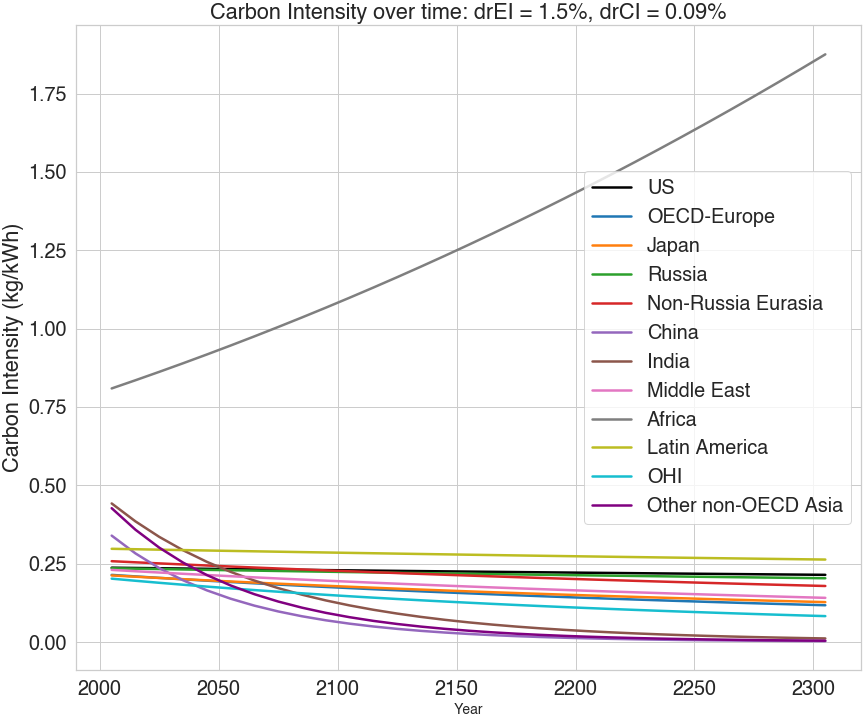 Carbon Intensity over time: drEI = 1.5%, drCI = 0.09%
Carbon Intensity (kg/kWh)
1.75
1.50
1.25
1.00
0.75
0.50
0.25
0.00
US
OECD-Europe
Japan
Russia
Non-Russia Eurasia
China
India
Middle East
Africa
Latin America
OHI
Other non-OECD Asia
2000 2050 2100 2150 2200 2250 2300
Year